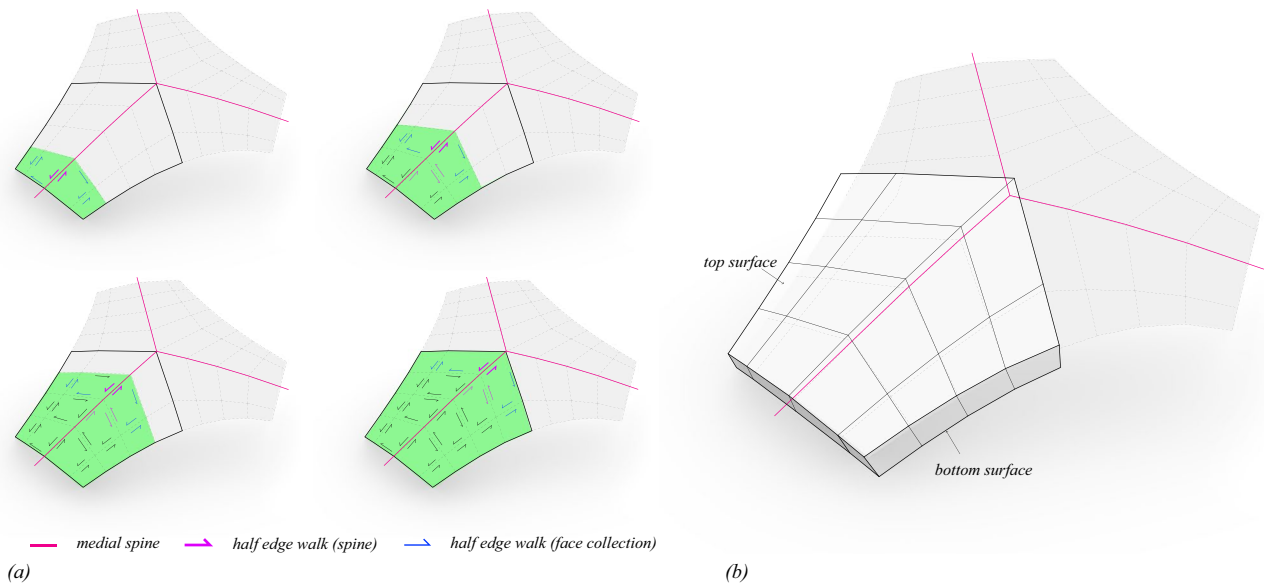 top surface
bottom surface
medial spine
half edge walk (spine)
half edge walk (face collection)
(a)
(b)